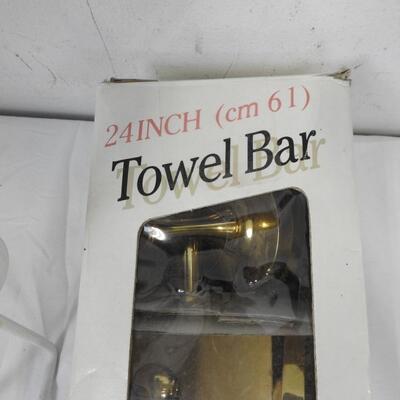 24INCH (cm 61)
Towel Bar